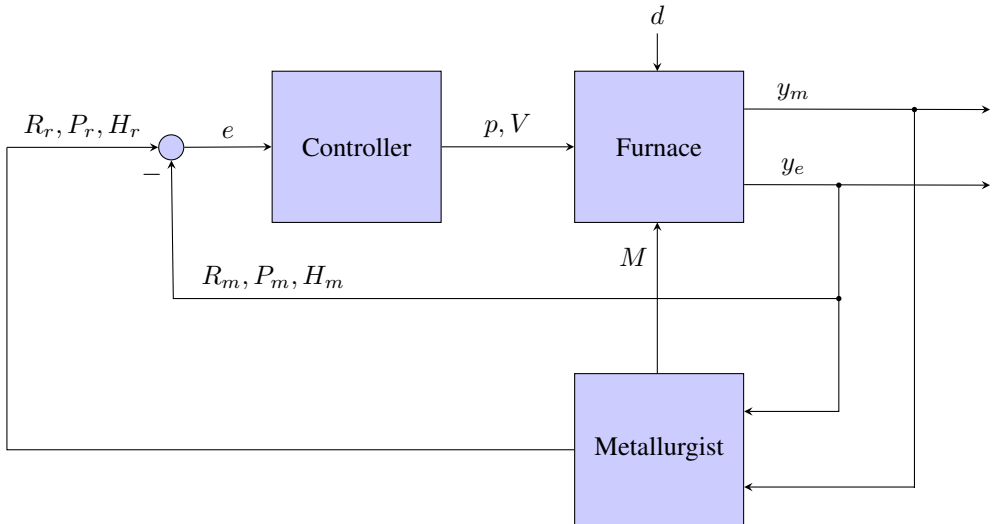 d
y_m
R_r, P_r, H_r
e
Controller
p, V
Furnace
y_e
−
M
R_m, P_m, H_m
Metallurgist